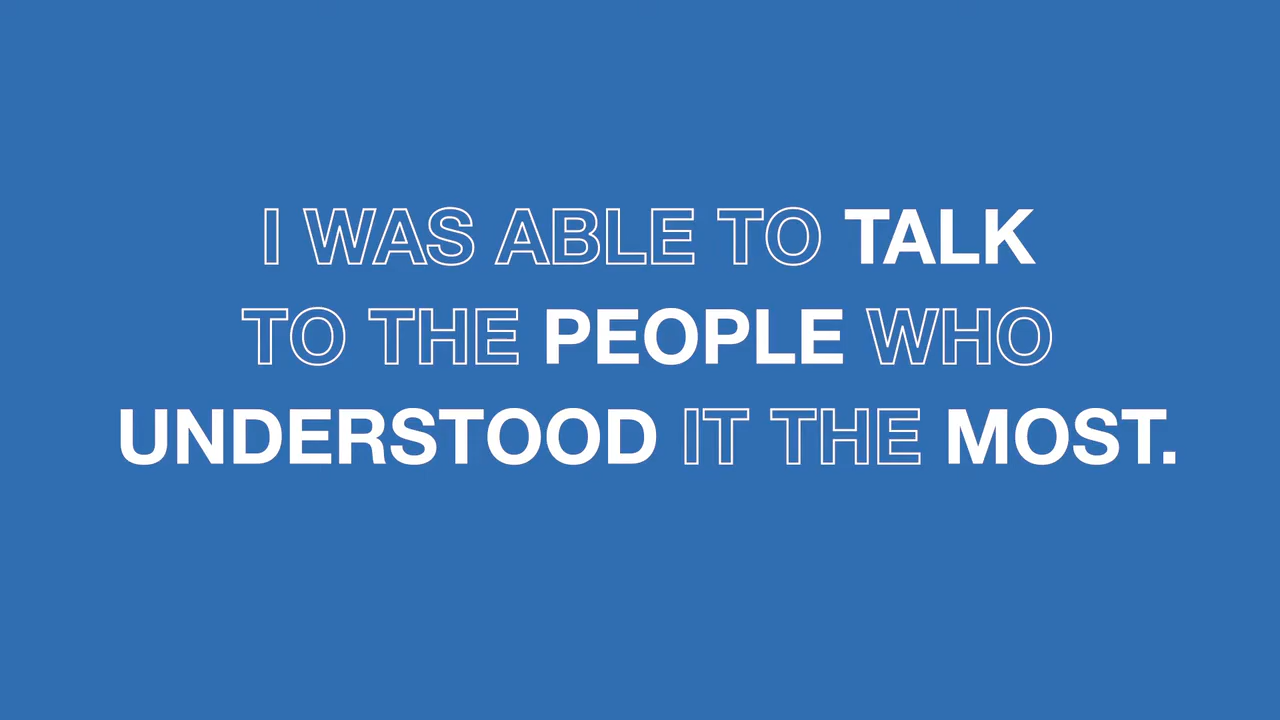 I WAS ABLE TO TALK
TO THE PEOPLE WHO
UNDERSTOOD IT THE MOST.